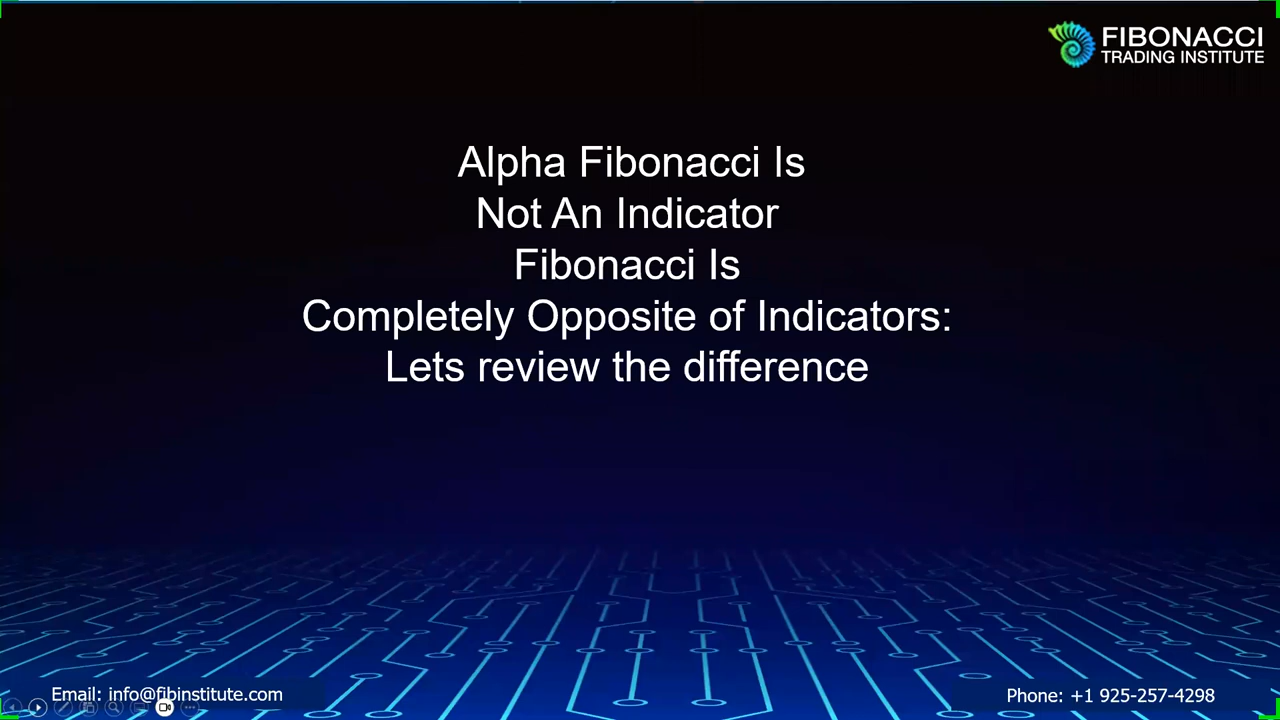 FIBONACCI
TRADING INSTITUTE
Alpha Fibonacci Is
Not An Indicator
Fibonacci Is
Completely Opposite of Indicators:
Lets review the difference
Email: info@fibinstitute.com
Phone: +1 925-257-4298